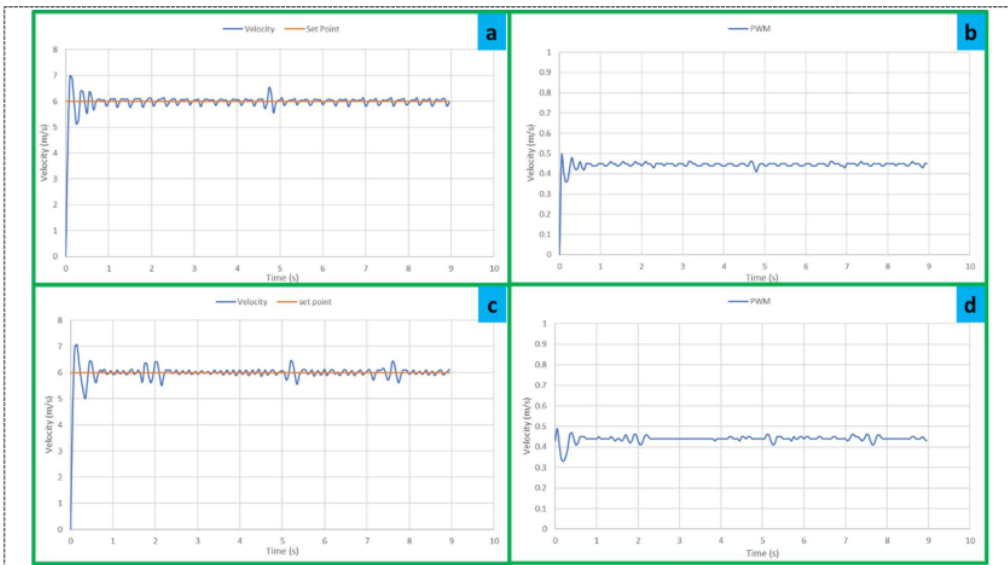 Velocity Set Point
a
Velocity (m/s)
8
7
6
5
4
3
2
1
0
0 1 2 3 4 5 6 7 8 9 10
Time (s)
PWM
b
Velocity (m/s)
1
0.9
0.8
0.7
0.6
0.5
0.4
0.3
0.2
0.1
0
0 1 2 3 4 5 6 7 8 9 10
Time (s)
Velocity set point
c
Velocity (m/s)
8
7
6
5
4
3
2
1
0
0 1 2 3 4 5 6 7 8 9 10
Time (s)
PWM
d
Velocity (m/s)
1
0.9
0.8
0.7
0.6
0.5
0.4
0.3
0.2
0.1
0
0 1 2 3 4 5 6 7 8 9 10
Time (s)